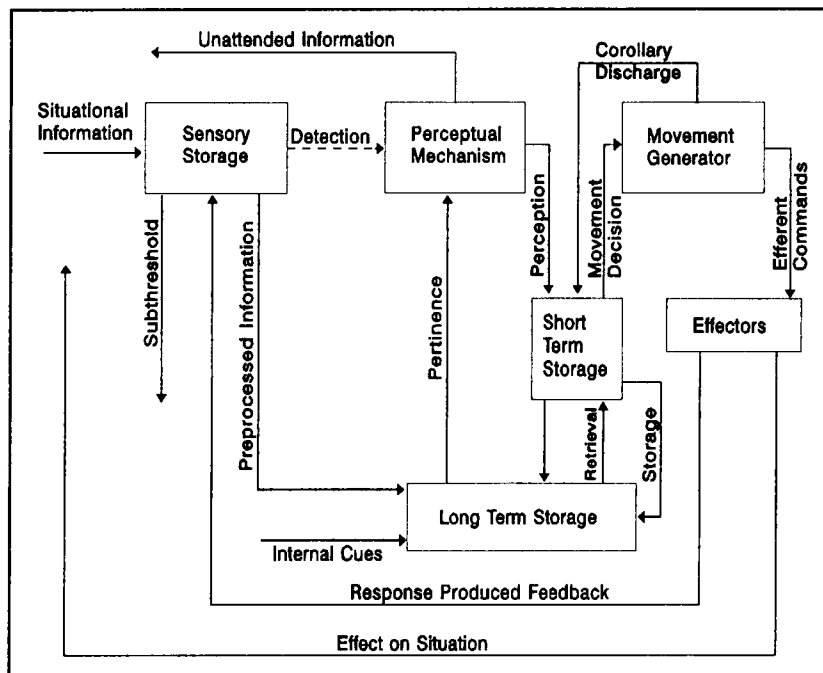 Unattended Information
Corollary
Discharge
Situational
Information
Sensory
Storage
Detection
Perceptual
Mechanism
Movement
Generator
Subthreshold
Preprocessed Information
Pertinence
Perception
Movement
Decision
Efferent
Commands
Short
Term
Storage
Effectors
Retrieval
Storage
Long Term Storage
Internal Cues
Response Produced Feedback
Effect on Situation